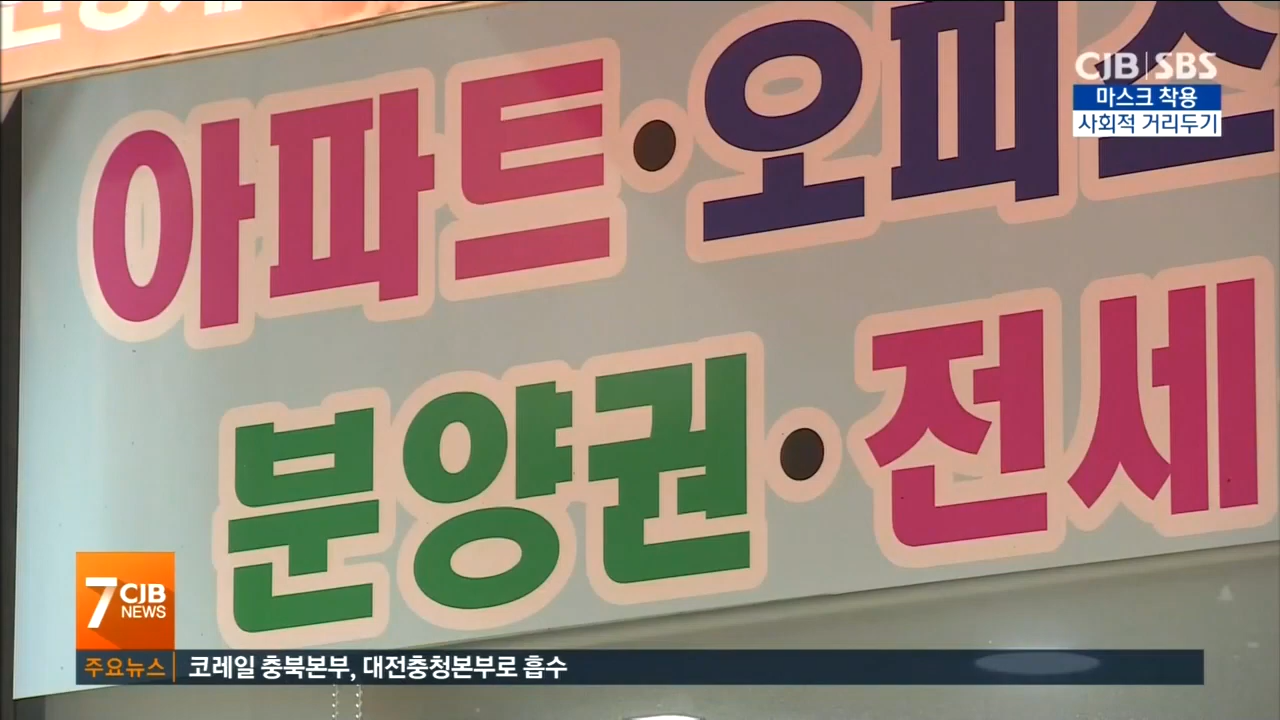 아파트·오피스
CJB SBS
마스크 착용
사회적 거리두기
분양권·전세
7 CJB
NEWS
주요뉴스 코레일 충북본부, 대전충청본부로 흡수